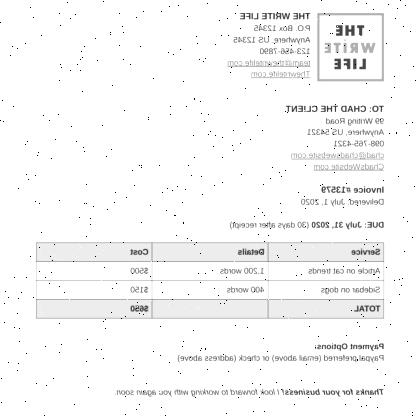 THE
WRITE
LIFE
THE WRITE LIFE
P.O. Box 12345
Anywhere, US 12345
123-456-7890
team@thewritelife.com
Thewritelife.com
TO: CHAD THE CLIENT
99 Writing Road
Anywhere, US 54321
098-765-4321
chad@chadswebsite.com
ChadsWebsite.com
Invoice #13579
Delivered: July 1, 2020
DUE: July 31, 2020 (30 days after receipt)
Service Details Cost
Article on cat trends 1,200 words $500
Sidebar on dogs 400 words $150
TOTAL $650
Payment Options:
Paypal preferred (email above) or check (address above)
Thanks for your business! I look forward to working with you again soon.